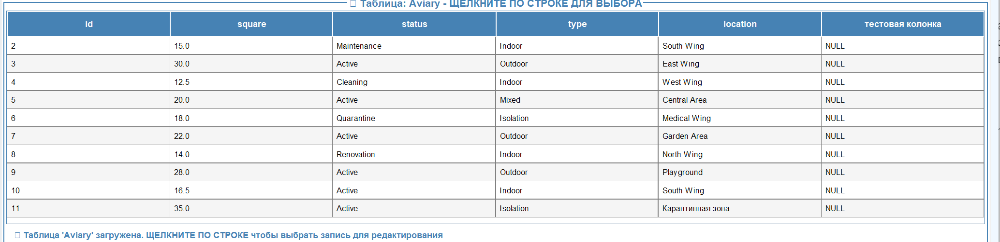 Таблица: Aviary - ЩЕЛКНИТЕ ПО СТРОКЕ ДЛЯ ВЫБОРА
id square status type location тестовая колонка
2 15.0 Maintenance Indoor South Wing NULL
3 30.0 Active Outdoor East Wing NULL
4 12.5 Cleaning Indoor West Wing NULL
5 20.0 Active Mixed Central Area NULL
6 18.0 Quarantine Isolation Medical Wing NULL
7 22.0 Active Outdoor Garden Area NULL
8 14.0 Renovation Indoor North Wing NULL
9 28.0 Active Outdoor Playground NULL
10 16.5 Active Indoor South Wing NULL
11 35.0 Active Isolation Карантинная зона NULL
Таблица 'Aviary' загружена. ЩЕЛКНИТЕ ПО СТРОКЕ чтобы выбрать запись для редактирования